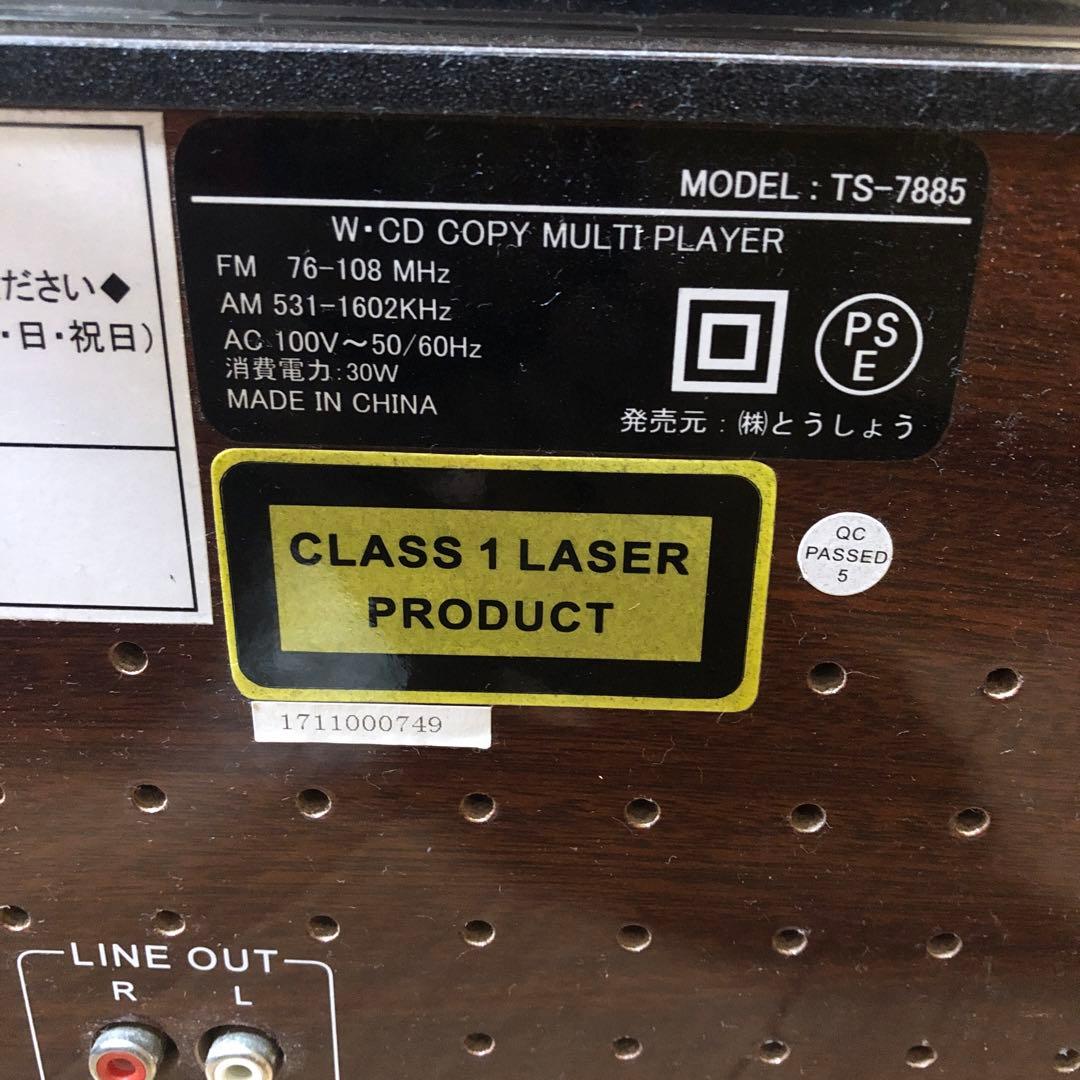 ださい◆
・日・祝日)
MODEL : TS-7885
W・CD COPY MULTI PLAYER
FM 76-108 MHz
AM 531-1602KHz
AC 100V～50/60Hz
消費電力:30W
MADE IN CHINA
PS
E
発売元 : ㈱とうしょう
CLASS 1 LASER
PRODUCT
QC
PASSED
5
1711000749
LINE OUT
R L